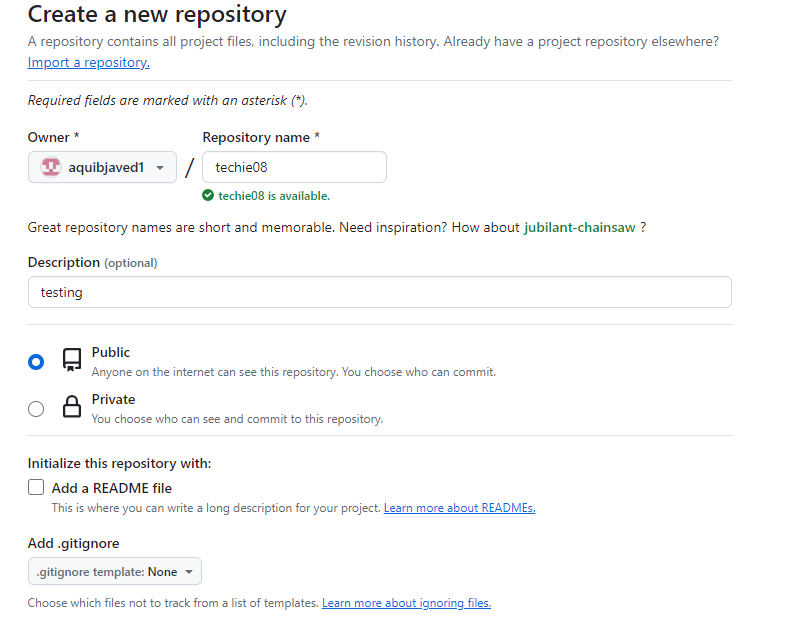 Create a new repository
A repository contains all project files, including the revision history. Already have a project repository elsewhere?
Import a repository.
Required fields are marked with an asterisk (*).
Owner * Repository name *
aquibjaved1 / techie08
techie08 is available.
Great repository names are short and memorable. Need inspiration? How about jubilant-chainsaw ?
Description (optional)
testing
Public
Anyone on the internet can see this repository. You choose who can commit.
Private
You choose who can see and commit to this repository.
Initialize this repository with:
Add a README file
This is where you can write a long description for your project. Learn more about READMEs.
Add .gitignore
.gitignore template: None
Choose which files not to track from a list of templates. Learn more about ignoring files.